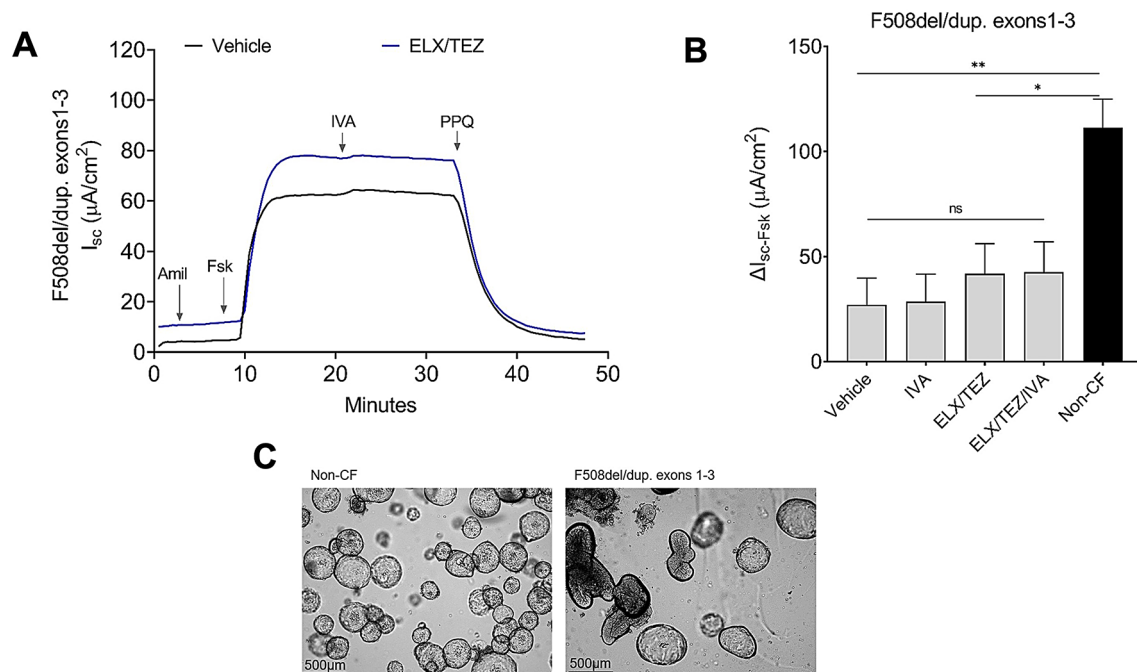 A
Vehicle
ELX/TEZ
F508del/dup. exons1-3
Isc (μA/cm2)
120
100
80
60
40
20
0
Amil
Fsk
IVA
PPQ
0 10 20 30 40 50
Minutes
B
F508del/dup. exons1-3
ΔIsc-Fsk (μA/cm2)
150
100
50
0
**
*
ns
Vehicle
IVA
ELX/TEZ
ELX/TEZ/IVA
Non-CF
C
Non-CF
F508del/dup. exons 1-3
500μm
500μm